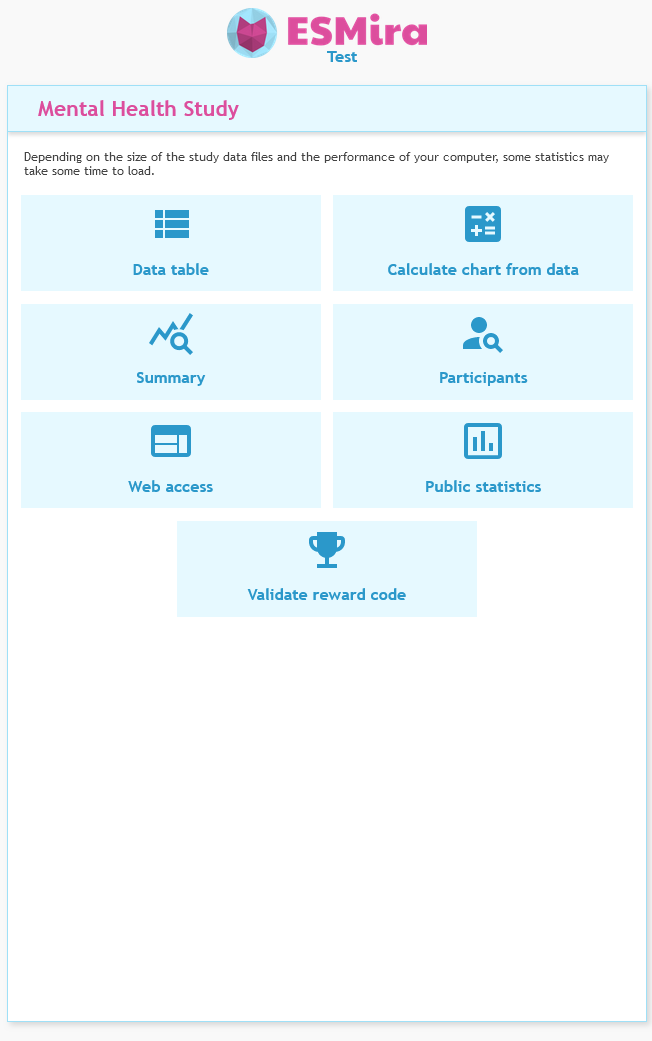 ESMira
Test
Mental Health Study
Depending on the size of the study data files and the performance of your computer, some statistics may
take some time to load.
Data table
Calculate chart from data
Summary
Participants
Web access
Public statistics
Validate reward code